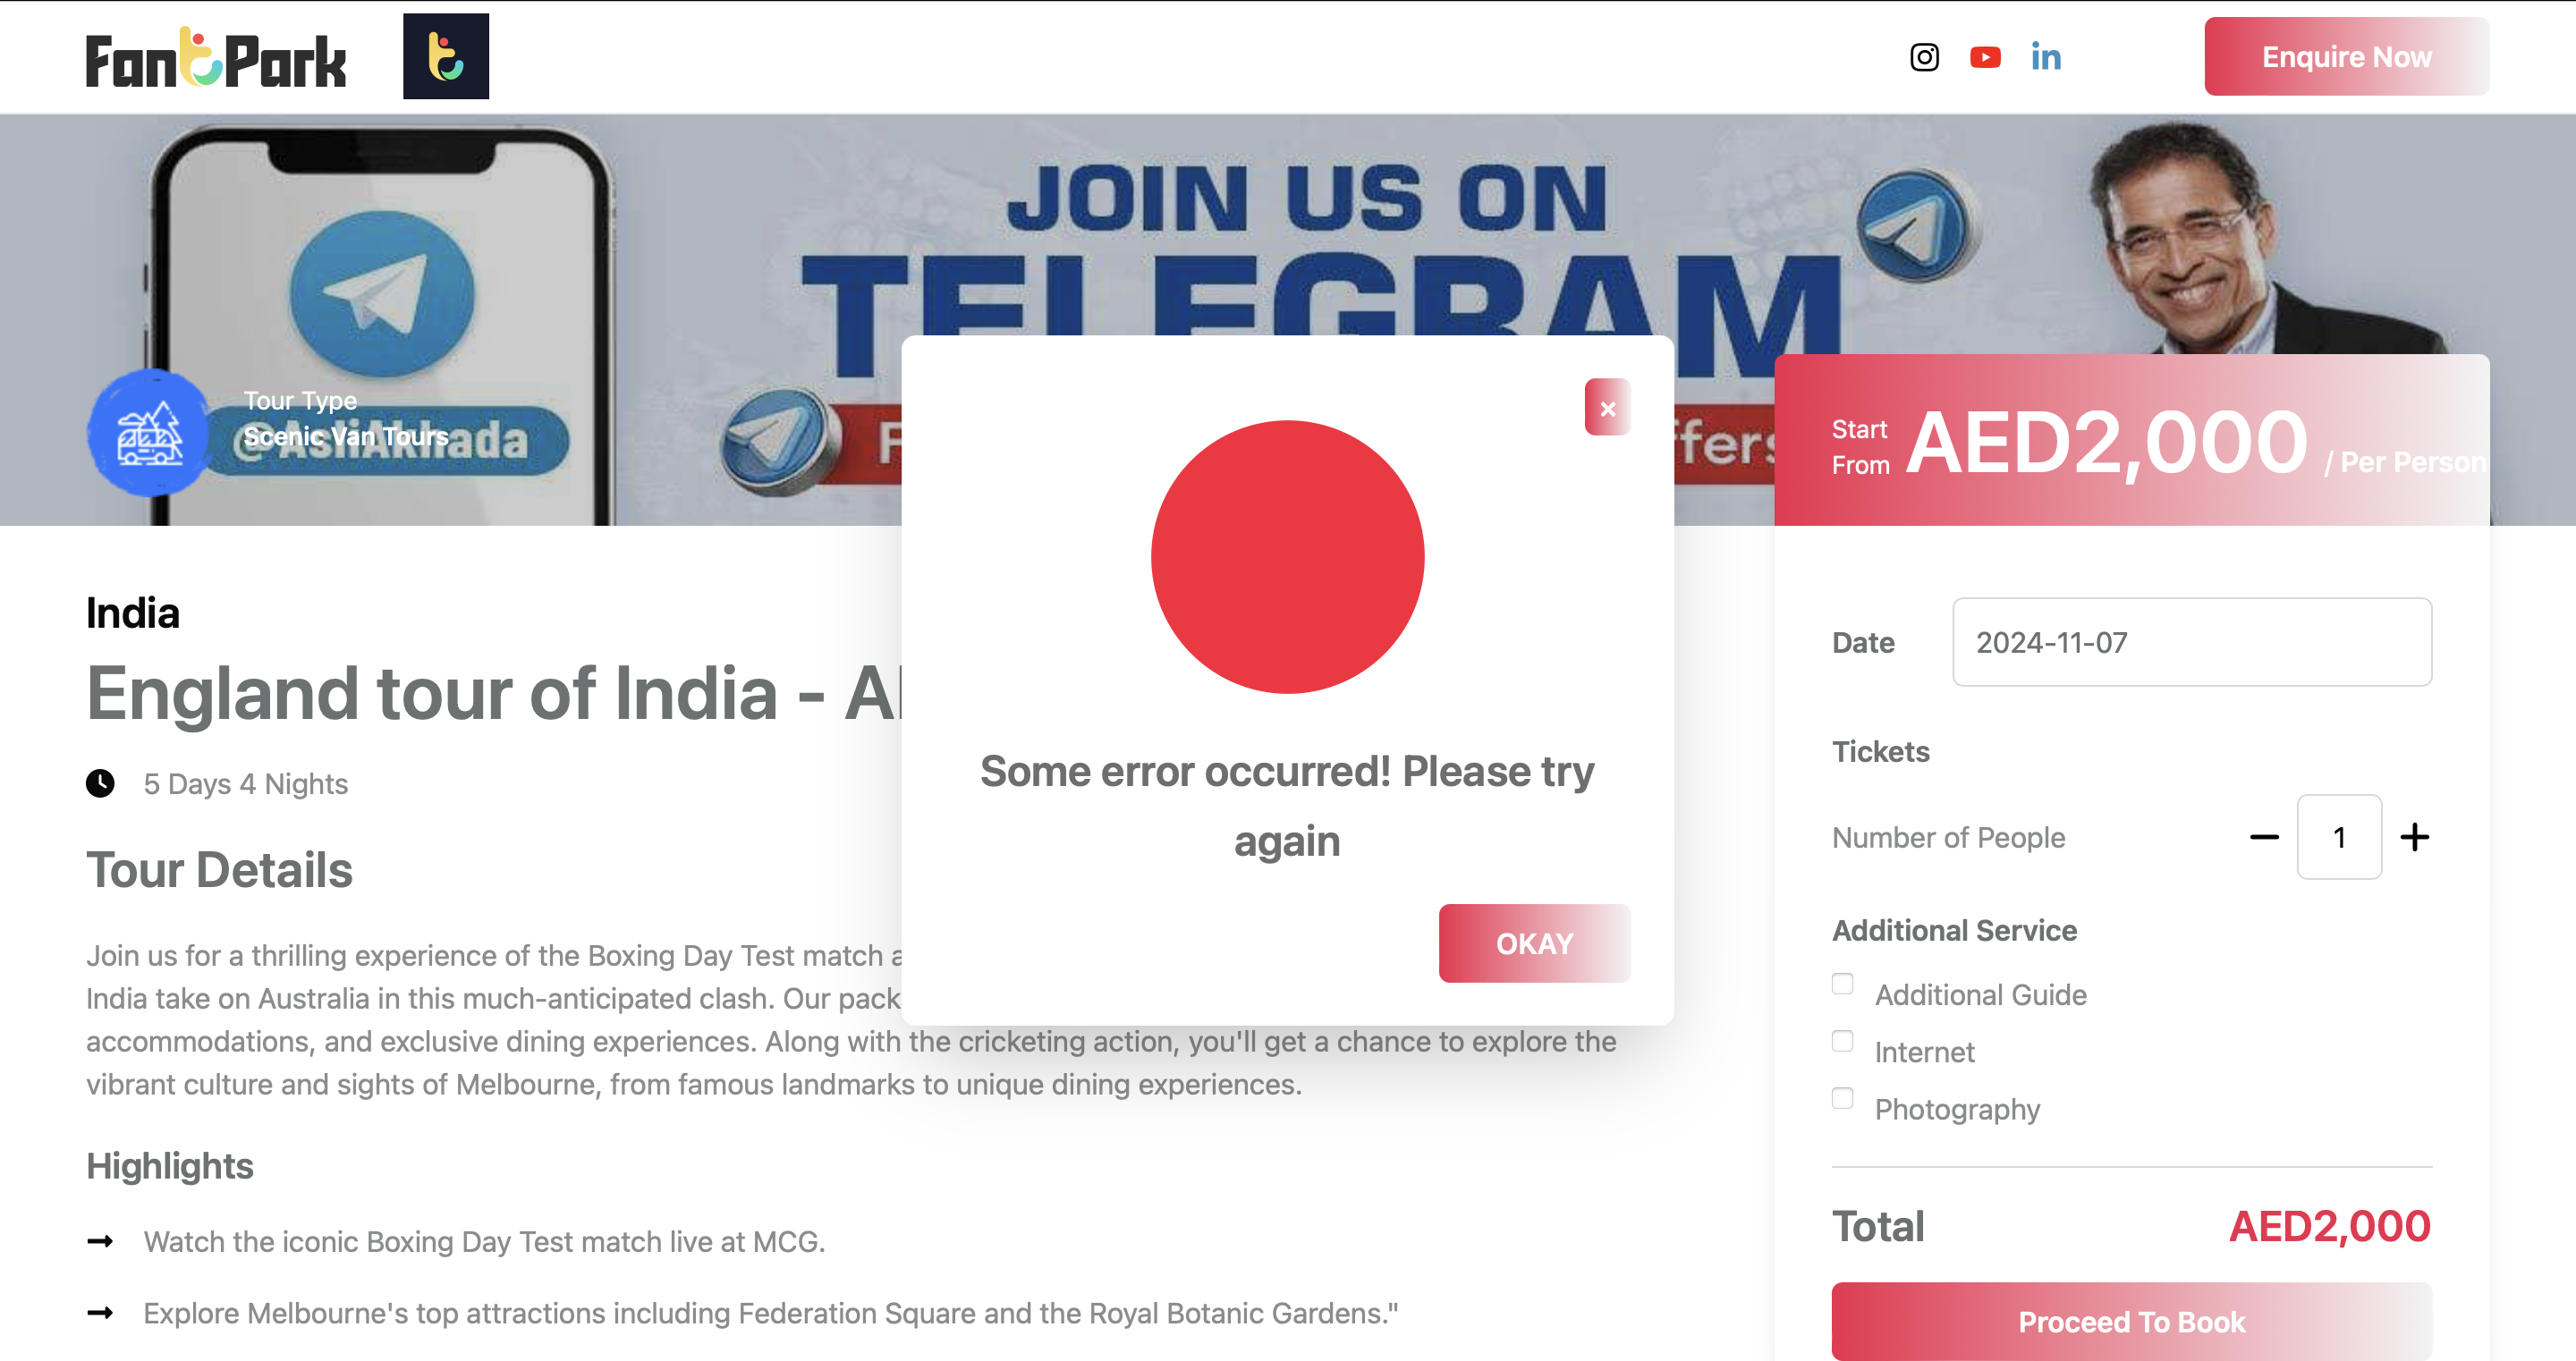 FantPark
Enquire Now
JOIN US ON
TELEGRAM
Tour Type
Scenic Van Tours
@AsliAkhada
Start
From
AED2,000
/ Per Person
India
England tour of India -
5 Days 4 Nights
Tour Details
Join us for a thrilling experience of the Boxing Day Test match
India take on Australia in this much-anticipated clash. Our
accommodations, and exclusive dining experiences. Along with the cricketing action, you'll get a chance to explore the
vibrant culture and sights of Melbourne, from famous landmarks to unique dining experiences.
Highlights
Watch the iconic Boxing Day Test match live at MCG.
Explore Melbourne's top attractions including Federation Square and the Royal Botanic Gardens."
×
Some error occurred! Please try
again
OKAY
Date
2024-11-07
Tickets
Number of People
− 1 +
Additional Service
Additional Guide
Internet
Photography
Total
AED2,000
Proceed To Book